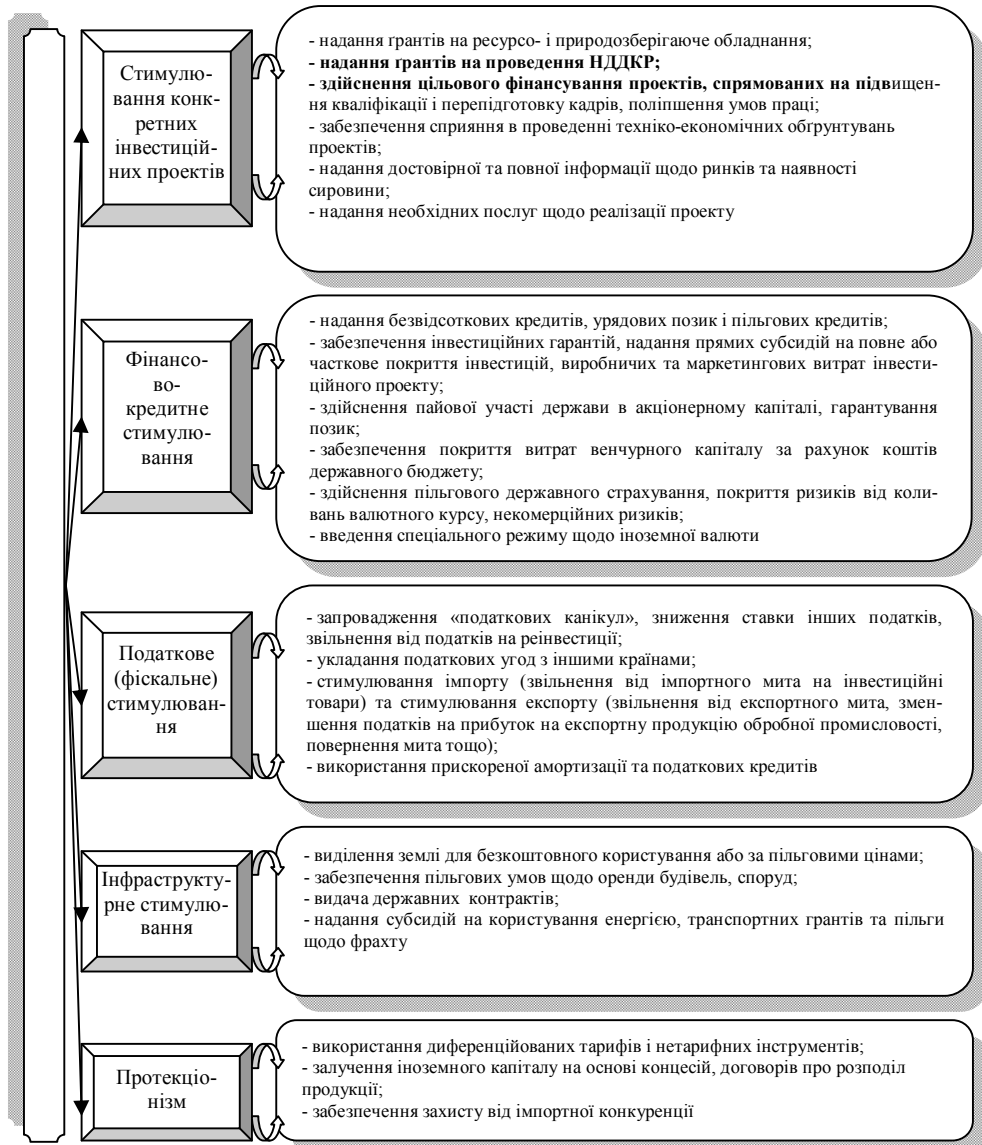 Стимулю-
вання конк-
ретних
інвестицій-
них проектів
- надання ґрантів на ресурсо- і природозберігаюче обладнання;
- надання ґрантів на проведення НДДКР;
- здійснення цільового фінансування проектів, спрямованих на підвищен-
ня кваліфікації і перепідготовку кадрів, поліпшення умов праці;
- забезпечення сприяння в проведенні техніко-економічних обґрунтувань
проектів;
- надання достовірної та повної інформації щодо ринків та наявності
сировини;
- надання необхідних послуг щодо реалізації проекту
Фінансо-
во-
кредитне
стимулю-
вання
- надання безвідсоткових кредитів, урядових позик і пільгових кредитів;
- забезпечення інвестиційних гарантій, надання прямих субсидій на повне або
часткове покриття інвестицій, виробничих та маркетингових витрат інвести-
ційного проекту;
- здійснення пайової участі держави в акціонерному капіталі, гарантування
позик;
- забезпечення покриття витрат венчурного капіталу за рахунок коштів
державного бюджету;
- здійснення пільгового державного страхування, покриття ризиків від коли-
вань валютного курсу, некомерційних ризиків;
- введення спеціального режиму щодо іноземної валюти
Податкове
(фіскальне)
стимулюван-
ня
- запровадження «податкових канікул», зниження ставки інших податків,
звільнення від податків на реінвестиції;
- укладання податкових угод з іншими країнами;
- стимулювання імпорту (звільнення від імпортного мита на інвестиційні
товари) та стимулювання експорту (звільнення від експортного мита, змен-
шення податків на прибуток на експортну продукцію обробної промисловості,
повернення мита тощо);
- використання прискореної амортизації та податкових кредитів
Інфраструкту-
рне стимулю-
вання
- виділення землі для безкоштовного користування або за пільговими цінами;
- забезпечення пільгових умов щодо оренди будівель, споруд;
- видача державних контрактів;
- надання субсидій на користування енергією, транспортних грантів та пільги
щодо фрахту
Протекціо-
нізм
- використання диференційованих тарифів і нетарифних інструментів;
- залучення іноземного капіталу на основі концесій, договорів про розподіл
продукції;
- забезпечення захисту від імпортної конкуренції